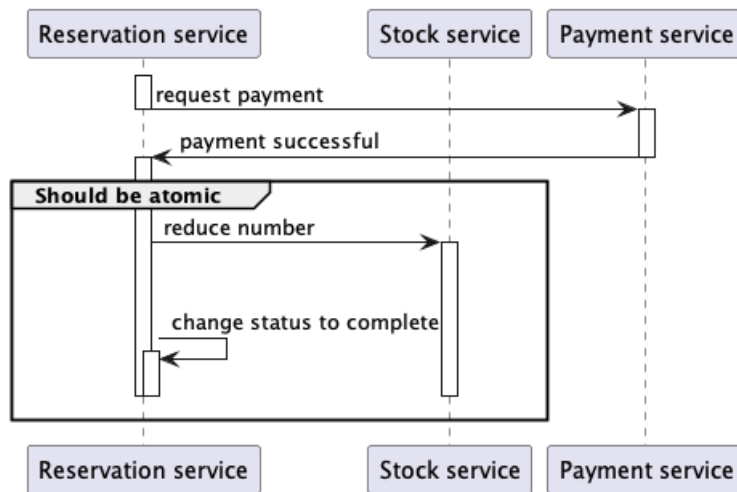 Reservation service
Stock service
Payment service
request payment
payment successful
Should be atomic
reduce number
change status to complete
Reservation service
Stock service
Payment service